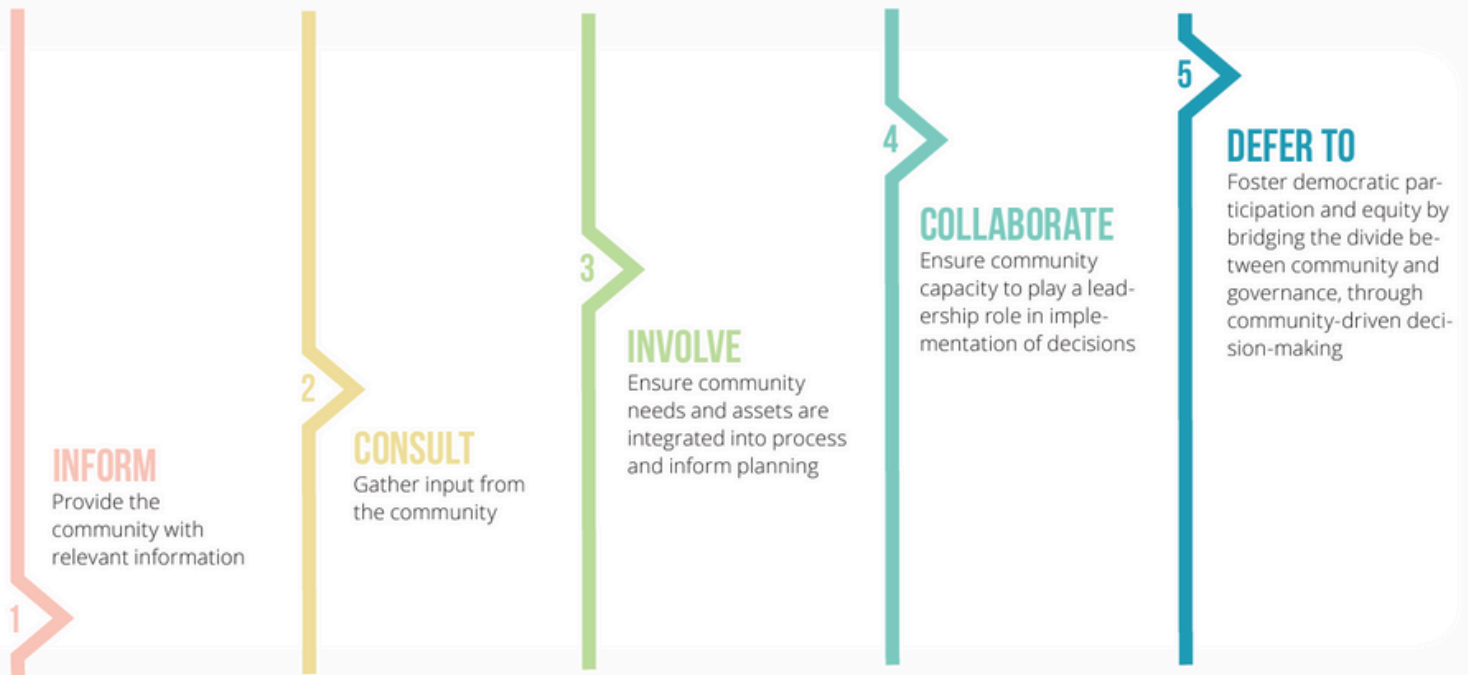 1
INFORM
Provide the
community with
relevant information
2
CONSULT
Gather input from
the community
3
INVOLVE
Ensure community
needs and assets are
integrated into process
and inform planning
4
COLLABORATE
Ensure community
capacity to play a lead-
ership role in imple-
mentation of decisions
5
DEFER TO
Foster democratic par-
ticipation and equity by
bridging the divide be-
tween community and
governance, through
community-driven deci-
sion-making